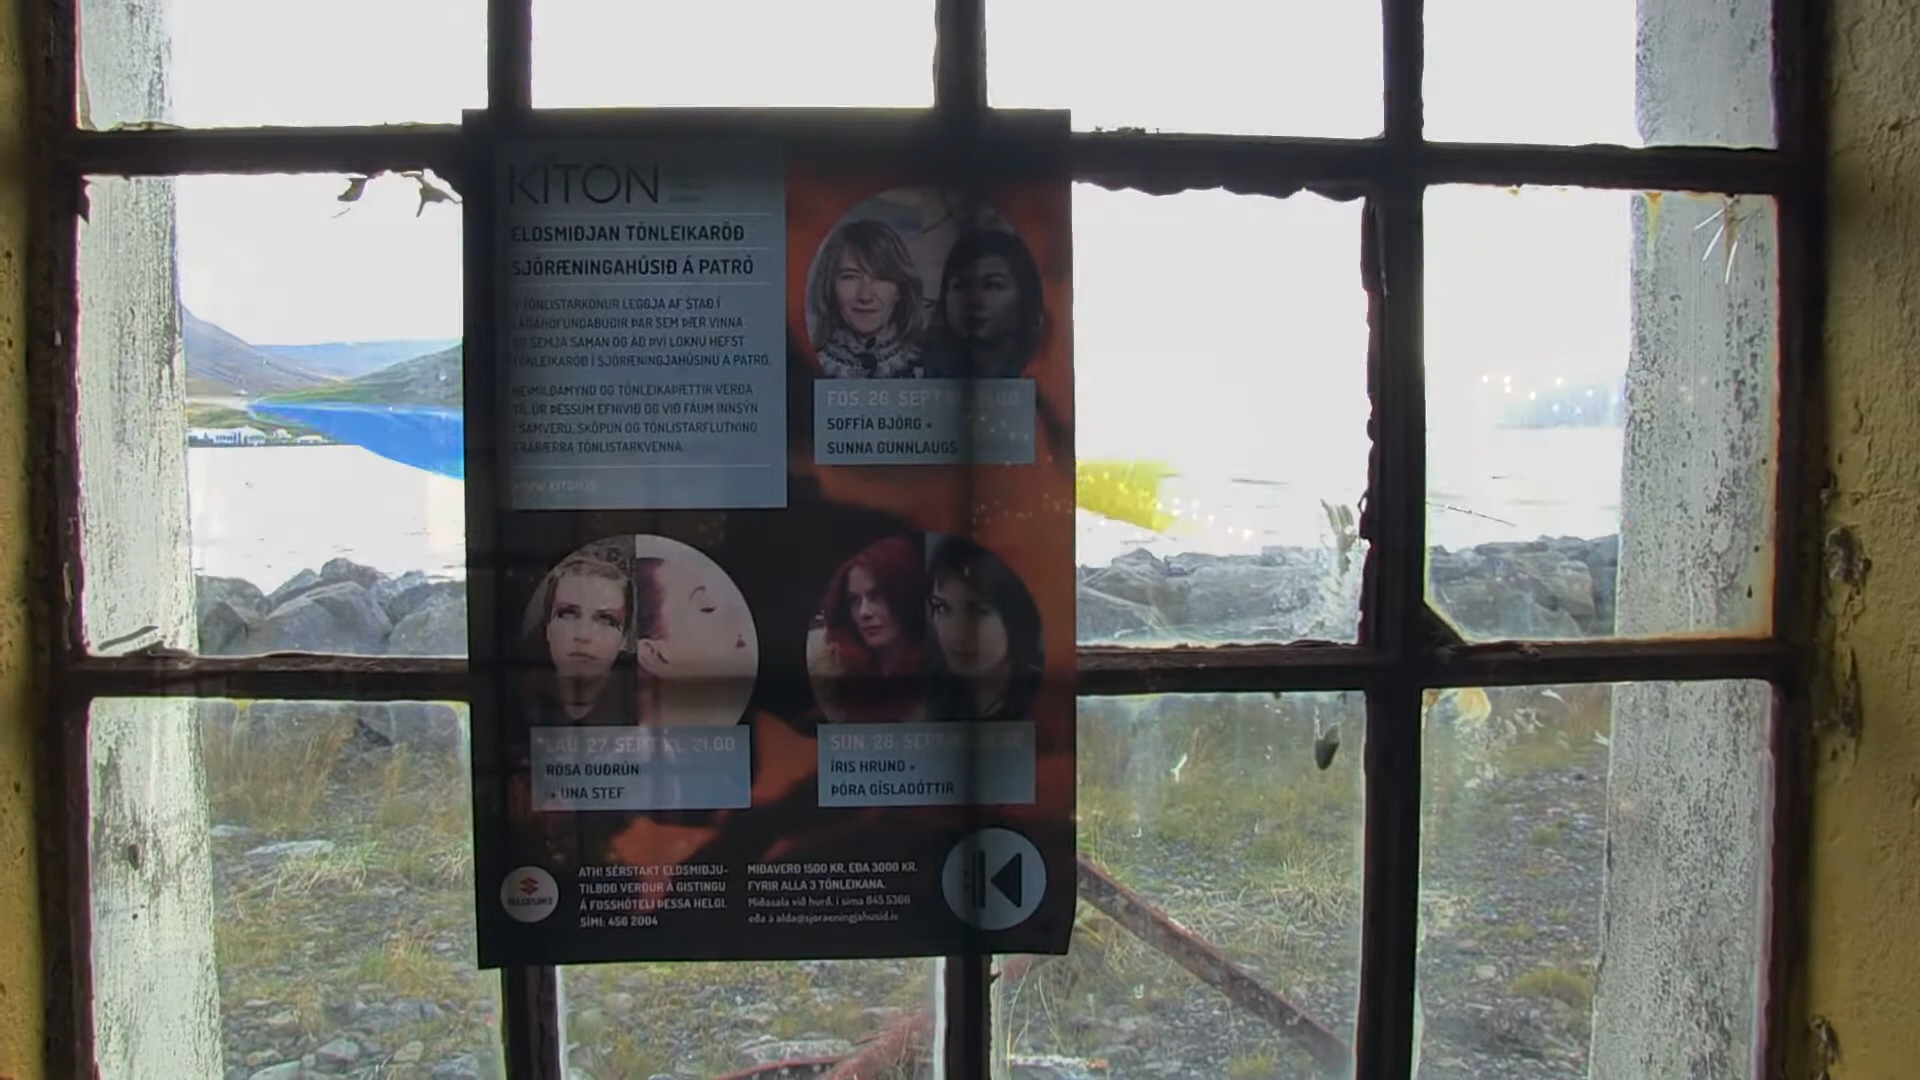 KÍTÓN
ELDSMIÐJAN TÓNLEIKARÖÐ
SJÓRÆNINGAHÚSIÐ Á PATRÓ
TÓNLISTARKONUR LEGGJA AF STAÐ Í
LAGAHÖFUNDABÚÐIR ÞAR SEM ÞÆR VINNA
OG SEMJA SAMAN OG AÐ ÞVÍ LOKNU HEFST
TÓNLEIKARÖÐ Í SJÓRÆNINGJAHÚSINU Á PATRÓ.
HEIMILDAMYND OG TÓNLEIKAÞÆTTIR VERÐA
TIL ÚR ÞESSUM EFNIVIÐ OG VIÐ FÁUM INNSÝN
Í SAMVERU, SKÖPUN OG TÓNLISTARFLUTNING
FRÁBÆRRA TÓNLISTARKVENNA.
WWW.KITON.IS
FÖS. 26. SEPT
SOFFÍA BJÖRG +
SUNNA GUNNLAUGS
LAU. 27. SEPT KL. 21.00
RÓSA GUÐRÚN
+ UNA STEF
SUN. 28. SEPT
ÍRIS HRUND +
ÞÓRA GÍSLADÓTTIR
SUZUKI
ATH! SÉRSTAKT ELDSMIÐJU-
TILBOÐ VERÐUR Á GISTINGU
Á FOSSHÓTELI ÞESSA HELGI.
SÍMI: 456 2004
MIÐAVERÐ 1500 KR. EÐA 3000 KR.
FYRIR ALLA 3 TÓNLEIKANA.
Miðasala við hurð, í síma 845 5366
eða á alda@sjoraeningjahusid.is
K